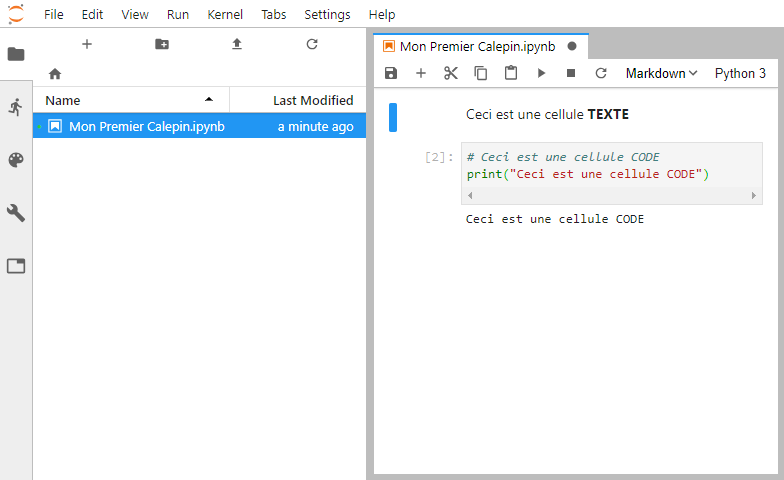 File Edit View Run Kernel Tabs Settings Help
Name Last Modified
Mon Premier Calepin.ipynb a minute ago
Mon Premier Calepin.ipynb
Markdown Python 3
Ceci est une cellule TEXTE
[2]: # Ceci est une cellule CODE
print("Ceci est une cellule CODE")
Ceci est une cellule CODE